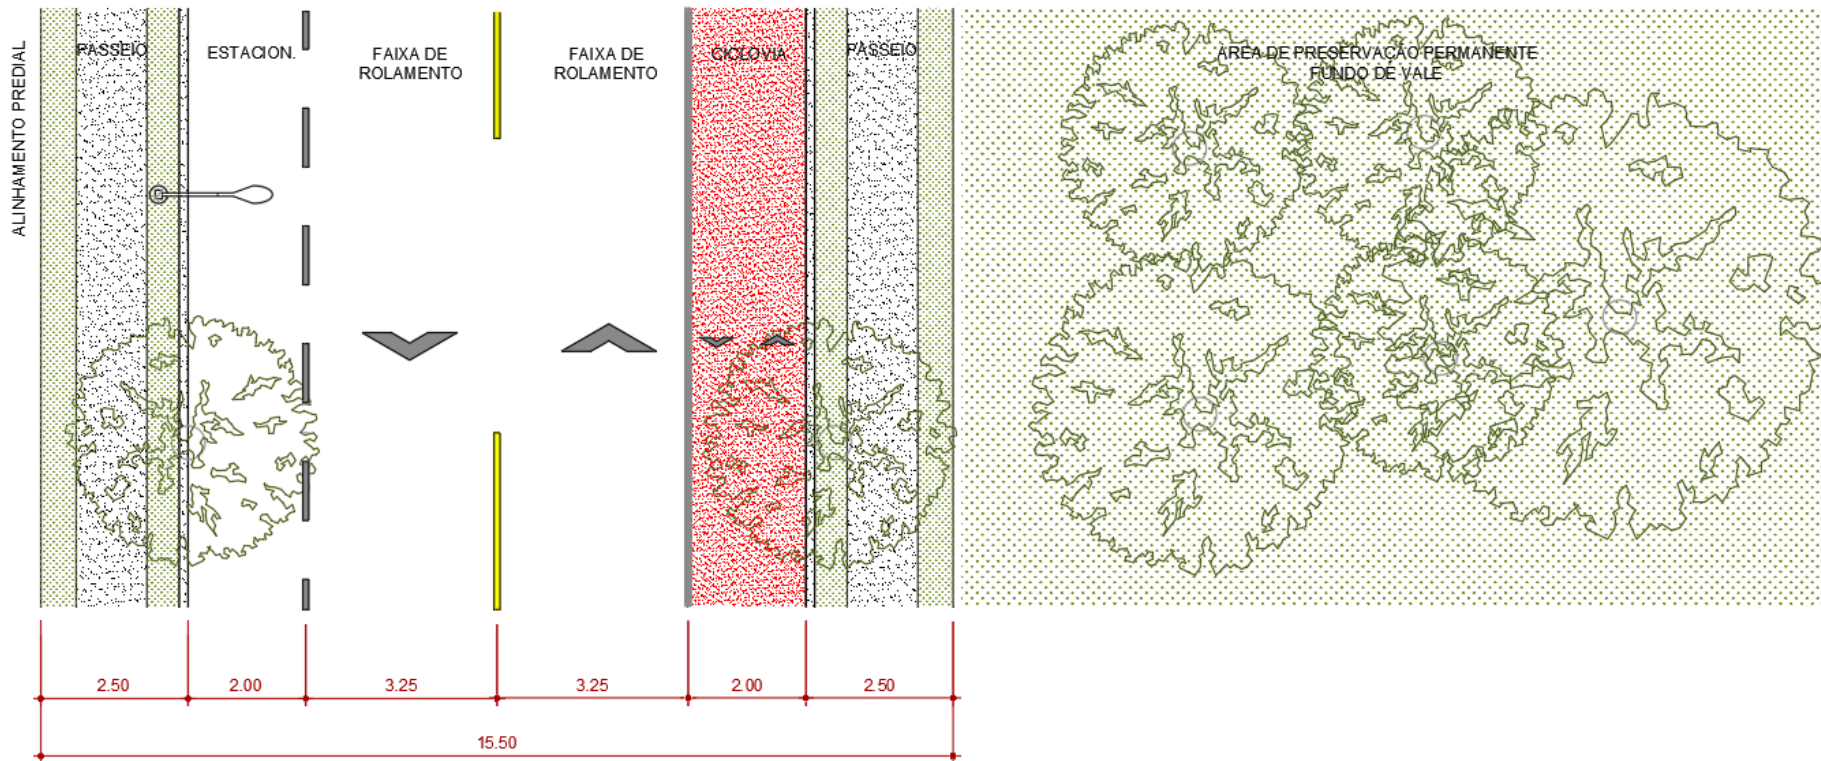 ALINHAMENTO PREDIAL
PASSEIO
ESTACION.
FAIXA DE
ROLAMENTO
FAIXA DE
ROLAMENTO
CICLOVIA
PASSEIO
ÁREA DE PRESERVAÇÃO PERMANENTE
FUNDO DE VALE
2.50
2.00
3.25
3.25
2.00
2.50
15.50